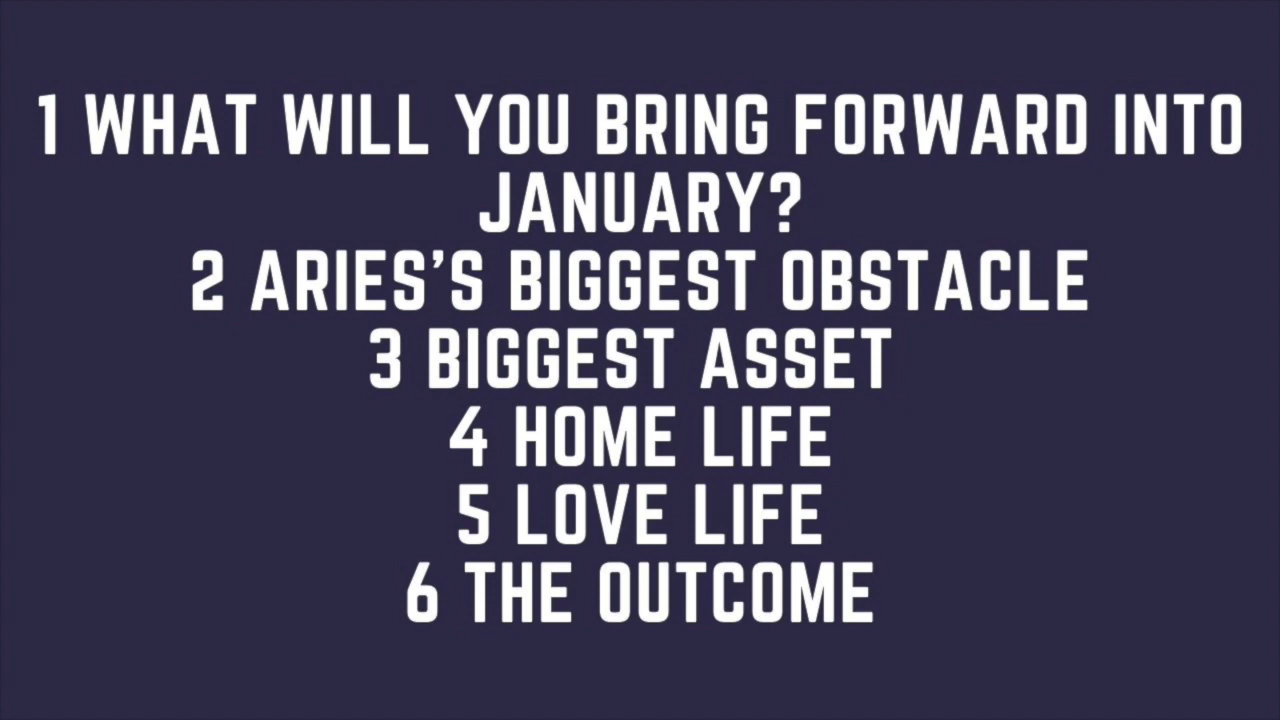 1 WHAT WILL YOU BRING FORWARD INTO
JANUARY?
2 ARIES'S BIGGEST OBSTACLE
3 BIGGEST ASSET
4 HOME LIFE
5 LOVE LIFE
6 THE OUTCOME